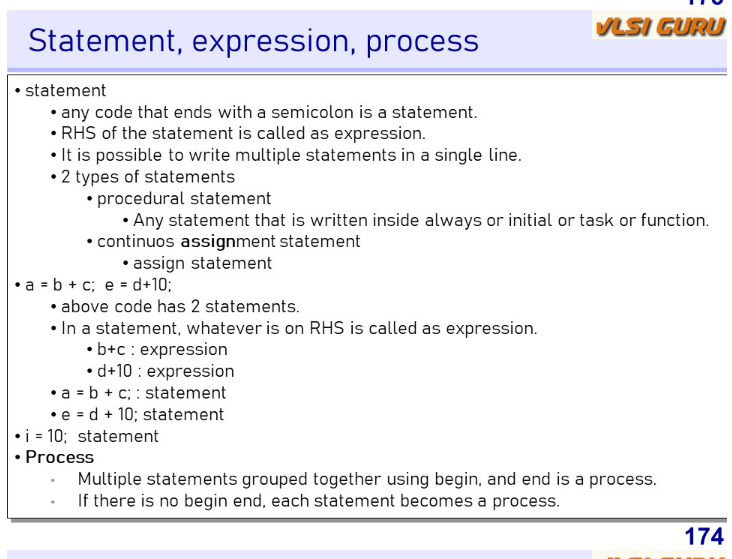 VLSI GURU
Statement, expression, process
• statement
• any code that ends with a semicolon is a statement.
• RHS of the statement is called as expression.
• It is possible to write multiple statements in a single line.
• 2 types of statements
• procedural statement
• Any statement that is written inside always or initial or task or function.
• continuos assignment statement
• assign statement
• a = b + c;  e = d+10;
• above code has 2 statements.
• In a statement, whatever is on RHS is called as expression.
• b+c : expression
• d+10 : expression
• a = b + c; : statement
• e = d + 10; statement
• i = 10;  statement
• Process
• Multiple statements grouped together using begin, and end is a process.
• If there is no begin end, each statement becomes a process.
174